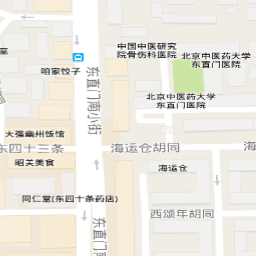 中国中医研究
院骨伤科医院
北京中医药大学
东直门医院
咱家饺子
东直门南小街
北京中医药大学
东直门医院
大强幽州饭馆
东四十三条
海运仓胡同
海
昭关美食
海运仓
同仁堂(东四十条药店)
西颂年胡同
东直门